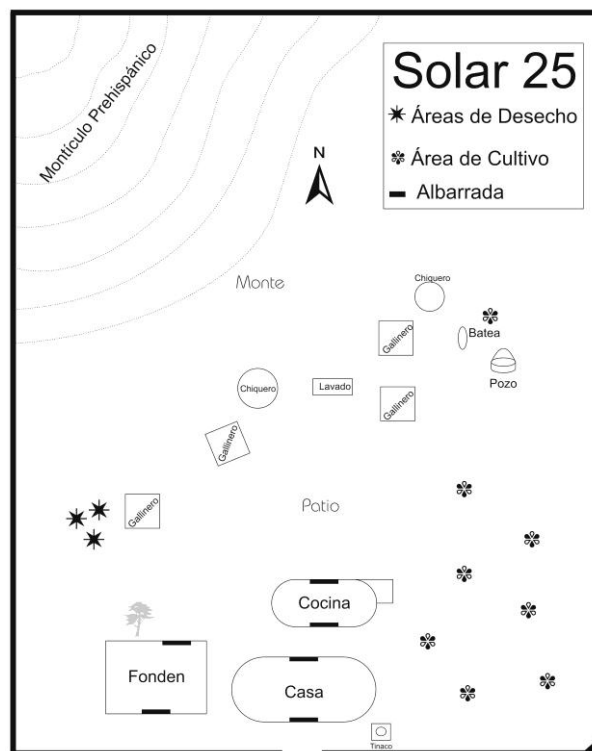 Montículo Prehispánico
Solar 25
Áreas de Desecho
Área de Cultivo
Albarrada
N
Monte
Chiquero
Gallinero
Batea
Pozo
Chiquero
Lavado
Gallinero
Gallinero
Gallinero
Patio
Cocina
Fonden
Casa
Tinaco